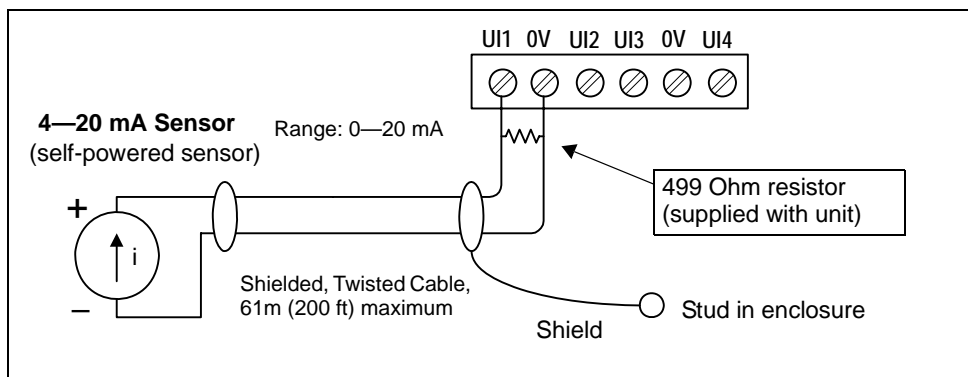 UI1 0V UI2 UI3 0V UI4
4—20 mA Sensor
(self-powered sensor)
Range: 0—20 mA
499 Ohm resistor
(supplied with unit)
+
i
–
Shielded, Twisted Cable,
61m (200 ft) maximum
Shield
Stud in enclosure